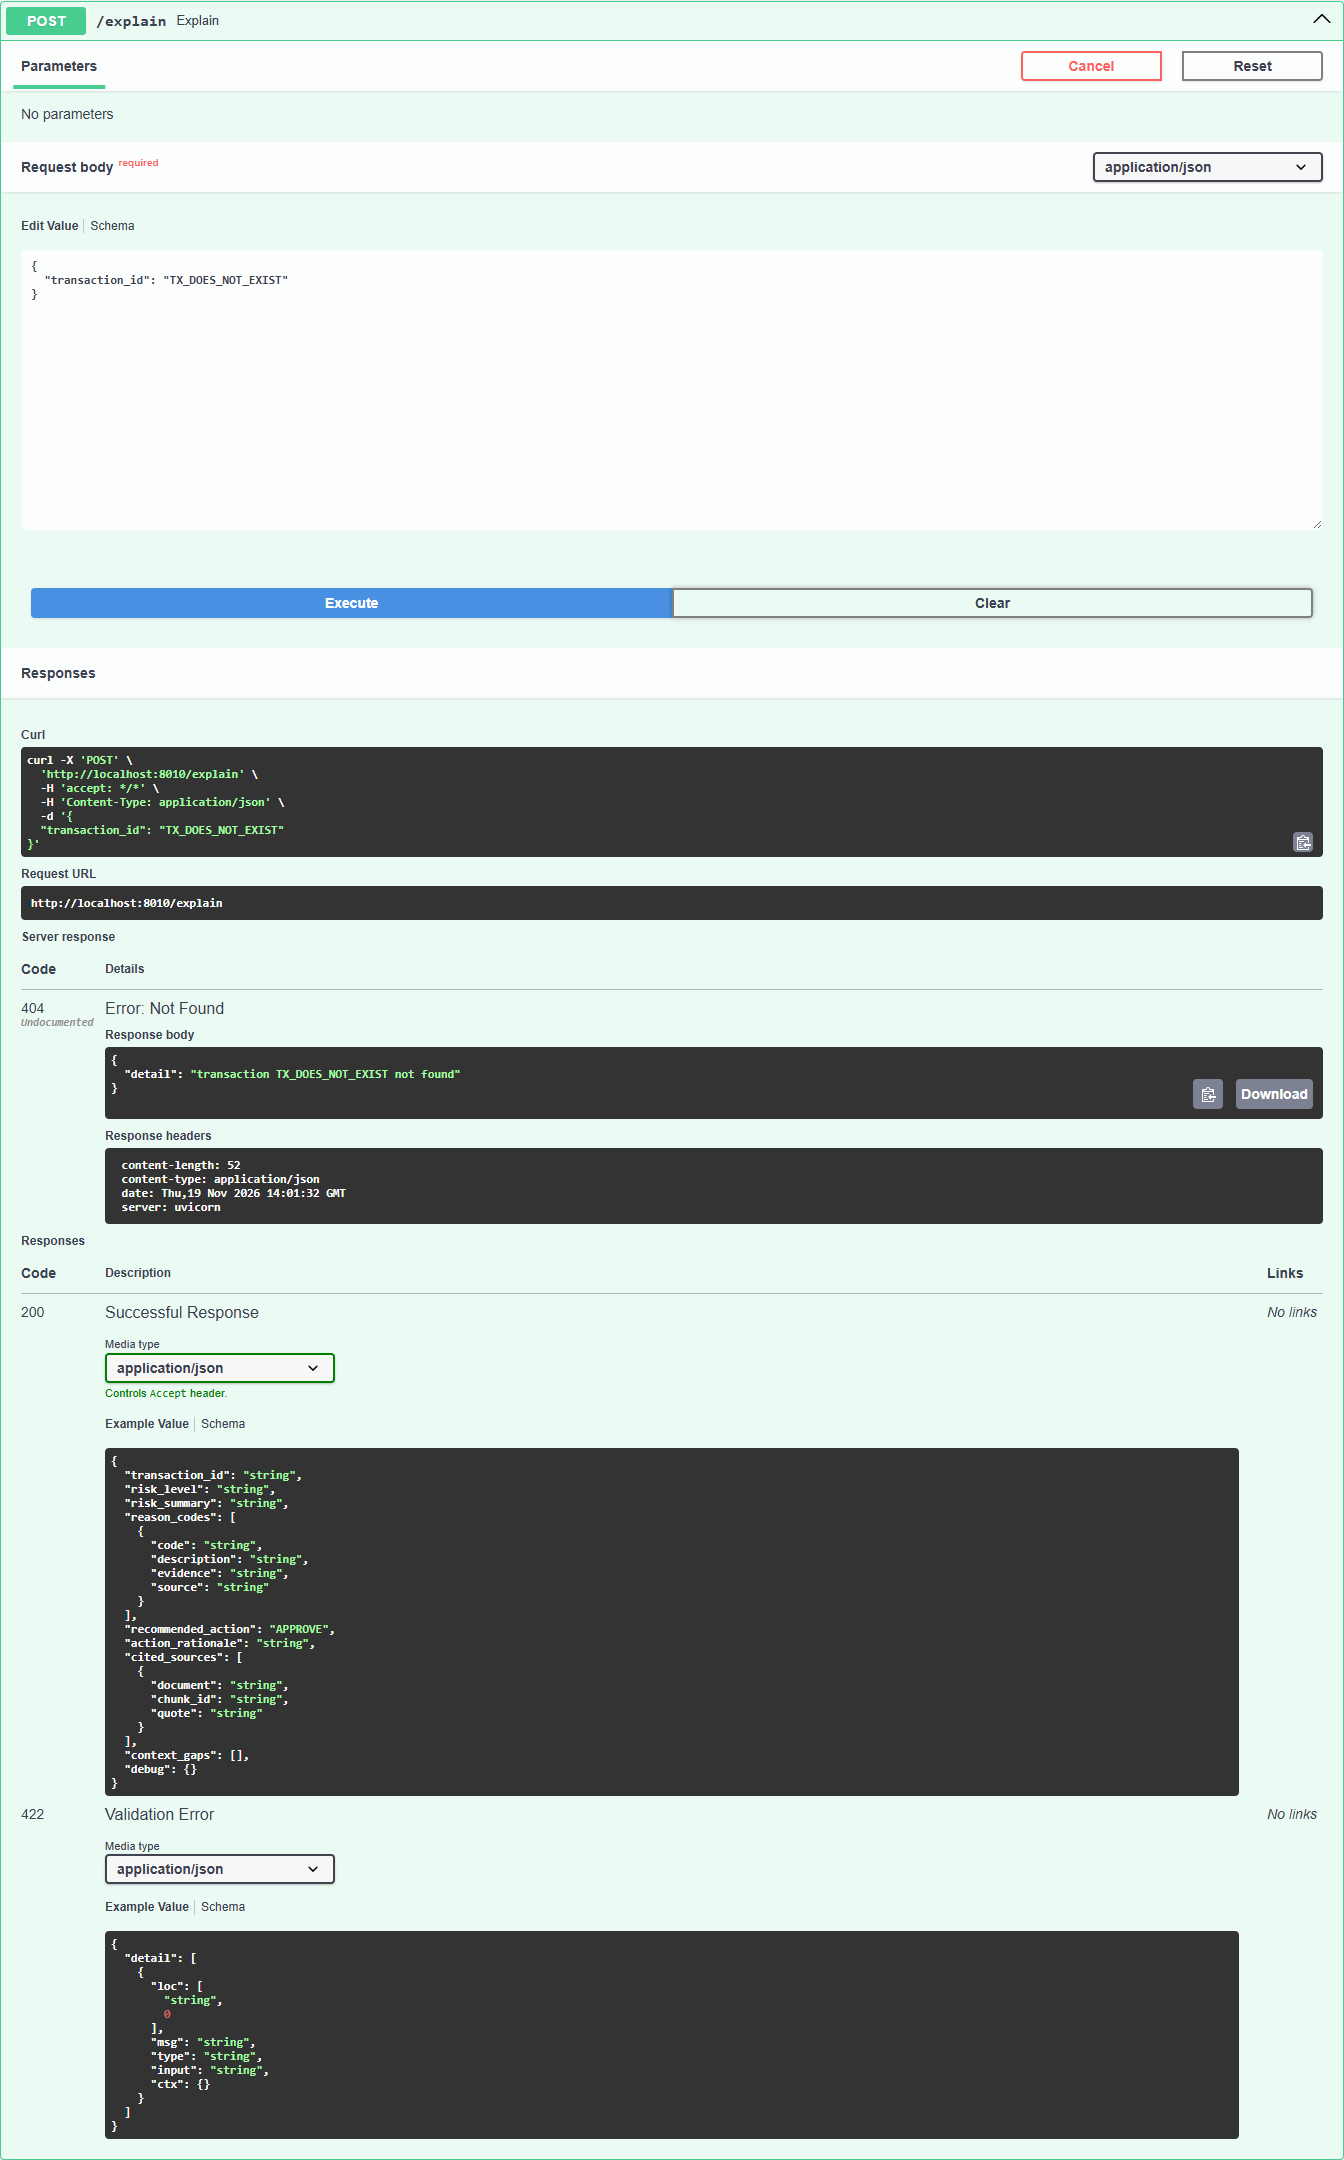 POST /explain Explain
Parameters
Cancel
Reset
No parameters
Request body required
application/json
Edit Value
Schema
{
  "transaction_id": "TX_DOES_NOT_EXIST"
}
Execute
Clear
Responses
Curl
curl -X 'POST' \
  'http://localhost:8010/explain' \
  -H 'accept: */*' \
  -H 'Content-Type: application/json' \
  -d '{
  "transaction_id": "TX_DOES_NOT_EXIST"
}'
Request URL
http://localhost:8010/explain
Server response
Code Details
404 Error: Not Found
Undocumented
Response body
{
  "detail": "transaction TX_DOES_NOT_EXIST not found"
}
Download
Response headers
content-length: 52
content-type: application/json
date: Thu,19 Nov 2026 14:01:32 GMT
server: uvicorn
Responses
Code Description Links
200 Successful Response No links
Media type
application/json
Controls Accept header.
Example Value
Schema
{
  "transaction_id": "string",
  "risk_level": "string",
  "risk_summary": "string",
  "reason_codes": [
    {
      "code": "string",
      "description": "string",
      "evidence": "string",
      "source": "string"
    }
  ],
  "recommended_action": "APPROVE",
  "action_rationale": "string",
  "cited_sources": [
    {
      "document": "string",
      "chunk_id": "string",
      "quote": "string"
    }
  ],
  "context_gaps": [],
  "debug": {}
}
422 Validation Error No links
Media type
application/json
Example Value
Schema
{
  "detail": [
    {
      "loc": [
        "string",
        0
      ],
      "msg": "string",
      "type": "string",
      "input": "string",
      "ctx": {}
    }
  ]
}